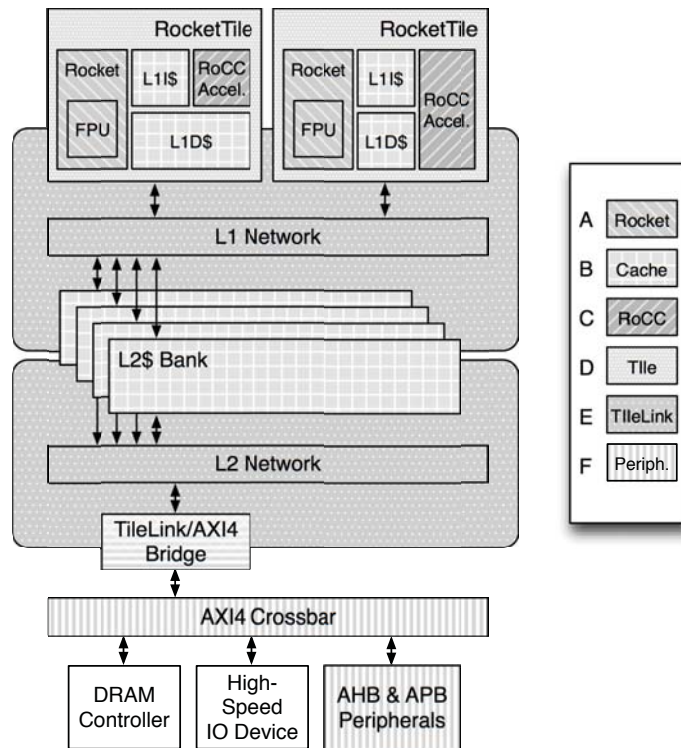 RocketTile
RocketTile
Rocket
L1I$
RoCC
Accel.
FPU
L1D$
Rocket
L1I$
RoCC
Accel.
FPU
L1D$
L1 Network
L2$ Bank
L2 Network
TileLink/AXI4
Bridge
AXI4 Crossbar
DRAM
Controller
High-
Speed
IO Device
AHB & APB
Peripherals
A Rocket
B Cache
C RoCC
D TIle
E TIleLink
F Periph.